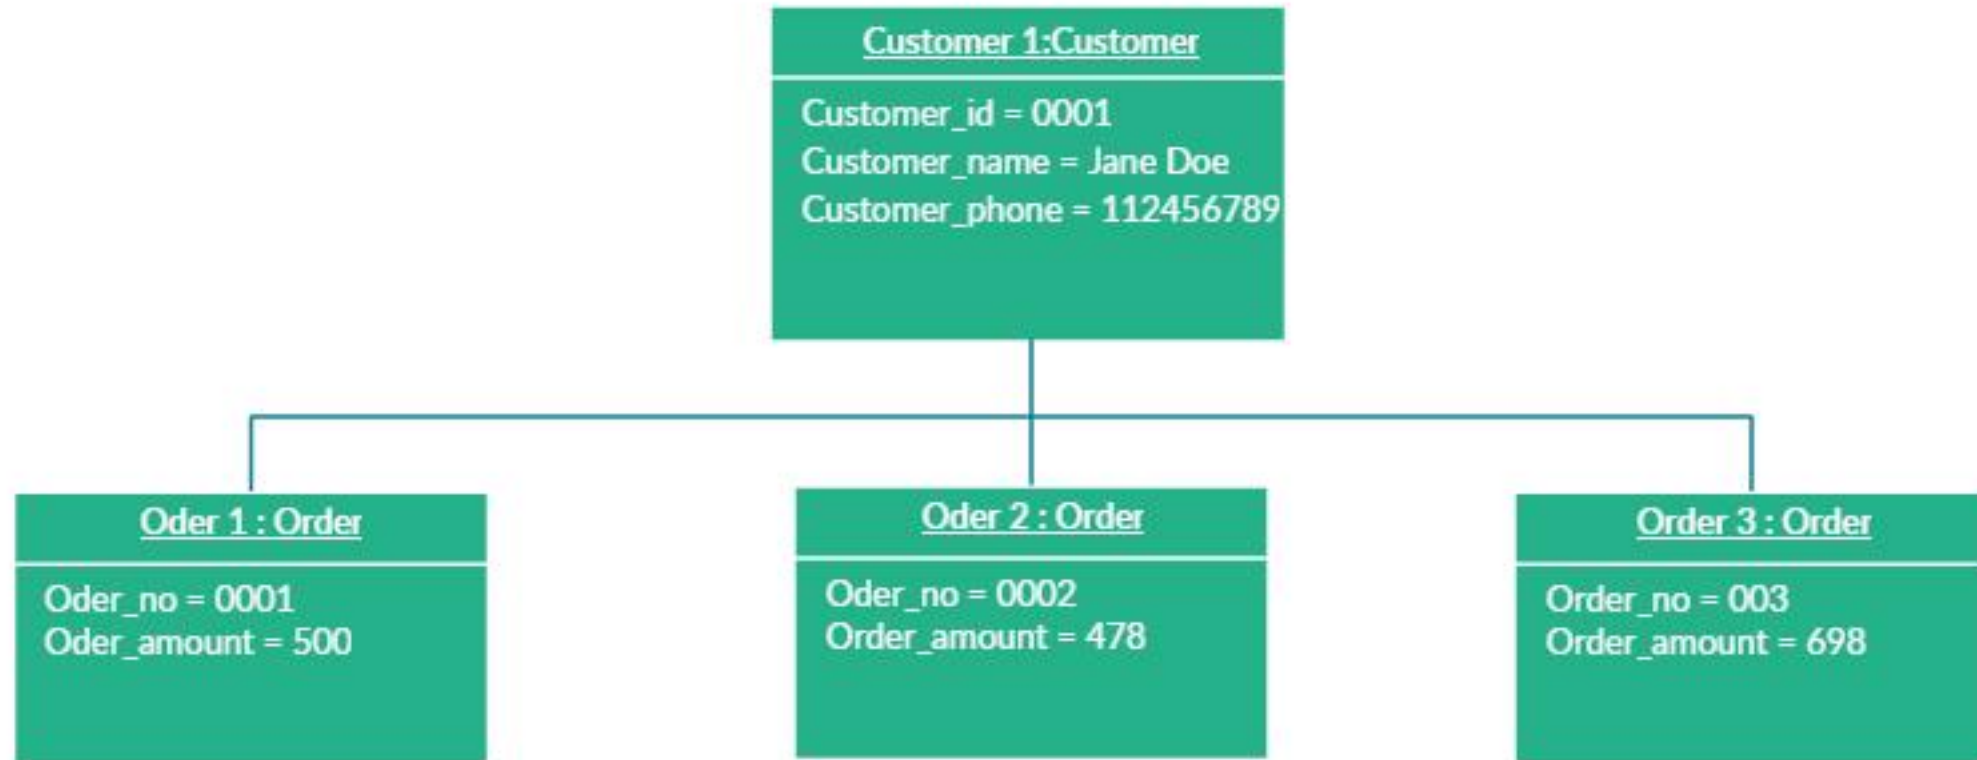 Customer 1:Customer
Customer_id = 0001
Customer_name = Jane Doe
Customer_phone = 112456789
Oder 1 : Order
Oder_no = 0001
Oder_amount = 500
Oder 2 : Order
Oder_no = 0002
Order_amount = 478
Order 3 : Order
Order_no = 003
Order_amount = 698